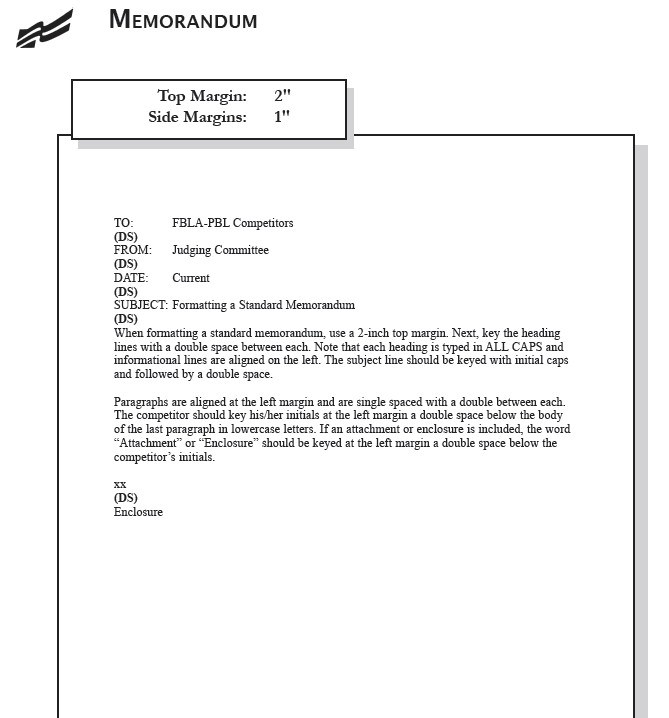 MEMORANDUM
Top Margin: 2"
Side Margins: 1"
TO: FBLA-PBL Competitors
(DS)
FROM: Judging Committee
(DS)
DATE: Current
(DS)
SUBJECT: Formatting a Standard Memorandum
(DS)
When formatting a standard memorandum, use a 2-inch top margin. Next, key the heading
lines with a double space between each. Note that each heading is typed in ALL CAPS and
informational lines are aligned on the left. The subject line should be keyed with initial caps
and followed by a double space.
Paragraphs are aligned at the left margin and are single spaced with a double between each.
The competitor should key his/her initials at the left margin a double space below the body
of the last paragraph in lowercase letters. If an attachment or enclosure is included, the word
“Attachment” or “Enclosure” should be keyed at the left margin a double space below the
competitor’s initials.
xx
(DS)
Enclosure